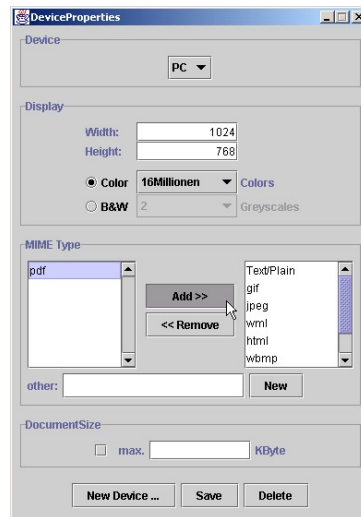 DeviceProperties
Device
PC
Display
Width: 1024
Height: 768
Color 16Millionen Colors
B&W 2 Greyscales
MIME Type
pdf
Add >>
<< Remove
Text/Plain
gif
jpeg
wml
html
wbmp
other: New
DocumentSize
max. KByte
New Device ... Save Delete